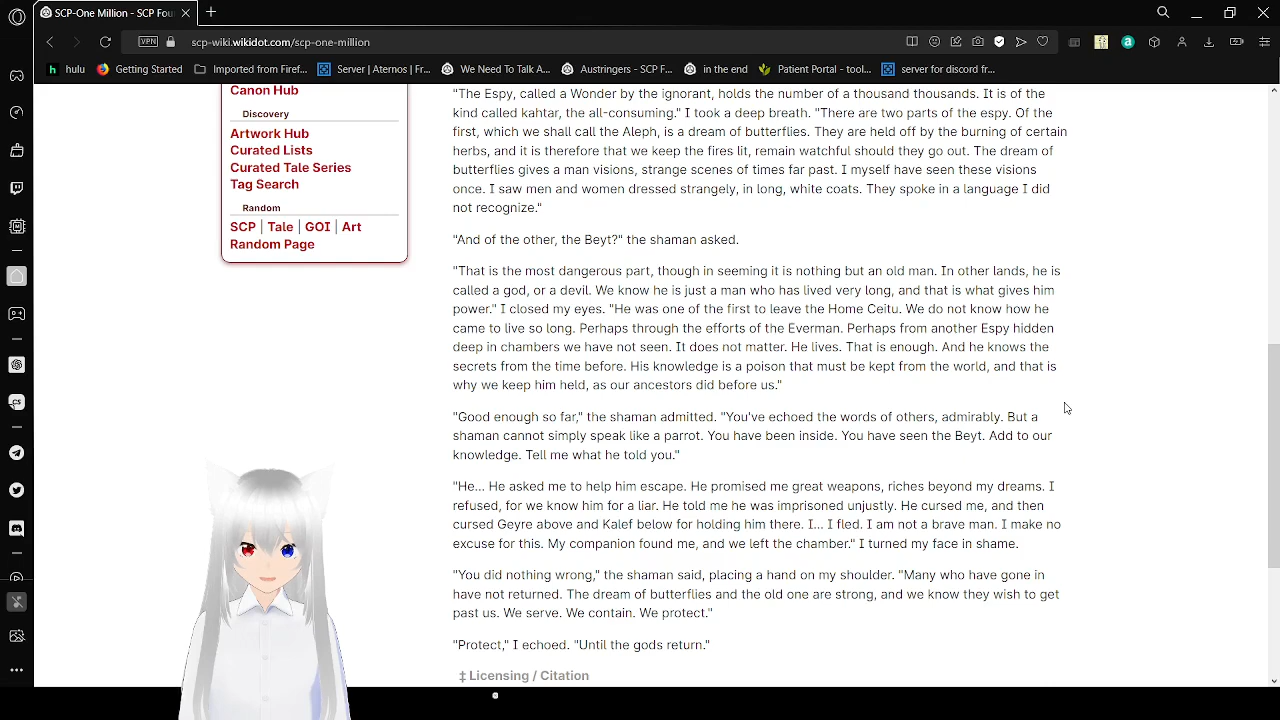 SCP-One Million - SCP Fou
scp-wiki.wikidot.com/scp-one-million
VPN
hulu
Getting Started
Imported from Firef...
Server | Aternos | Fr...
We Need To Talk A...
Austringers - SCP F...
in the end
Patient Portal - tool...
server for discord fr...
Canon Hub
Discovery
Artwork Hub
Curated Lists
Curated Tale Series
Tag Search
Random
SCP | Tale | GOI | Art
Random Page
"The Espy, called a Wonder by the ignorant, holds the number of a thousand thousands. It is of the
kind called kahtar, the all-consuming." I took a deep breath. "There are two parts of the espy. Of the
first, which we shall call the Aleph, is a dream of butterflies. They are held off by the burning of certain
herbs, and it is therefore that we keep the fires lit, remain watchful should they go out. The dream of
butterflies gives a man visions, strange scenes of times far past. I myself have seen these visions
once. I saw men and women dressed strangely, in long, white coats. They spoke in a language I did
not recognize."
"And of the other, the Beyt?" the shaman asked.
"That is the most dangerous part, though in seeming it is nothing but an old man. In other lands, he is
called a god, or a devil. We know he is just a man who has lived very long, and that is what gives him
power." I closed my eyes. "He was one of the first to leave the Home Ceitu. We do not know how he
came to live so long. Perhaps through the efforts of the Everman. Perhaps from another Espy hidden
deep in chambers we have not seen. It does not matter. He lives. That is enough. And he knows the
secrets from the time before. His knowledge is a poison that must be kept from the world, and that is
why we keep him held, as our ancestors did before us."
"Good enough so far," the shaman admitted. "You've echoed the words of others, admirably. But a
shaman cannot simply speak like a parrot. You have been inside. You have seen the Beyt. Add to our
knowledge. Tell me what he told you."
"He... He asked me to help him escape. He promised me great weapons, riches beyond my dreams. I
refused, for we know him for a liar. He told me he was imprisoned unjustly. He cursed me, and then
cursed Geyre above and Kalef below for holding him there. I... I fled. I am not a brave man. I make no
excuse for this. My companion found me, and we left the chamber." I turned my face in shame.
"You did nothing wrong," the shaman said, placing a hand on my shoulder. "Many who have gone in
have not returned. The dream of butterflies and the old one are strong, and we know they wish to get
past us. We serve. We contain. We protect."
"Protect," I echoed. "Until the gods return."
‡ Licensing / Citation